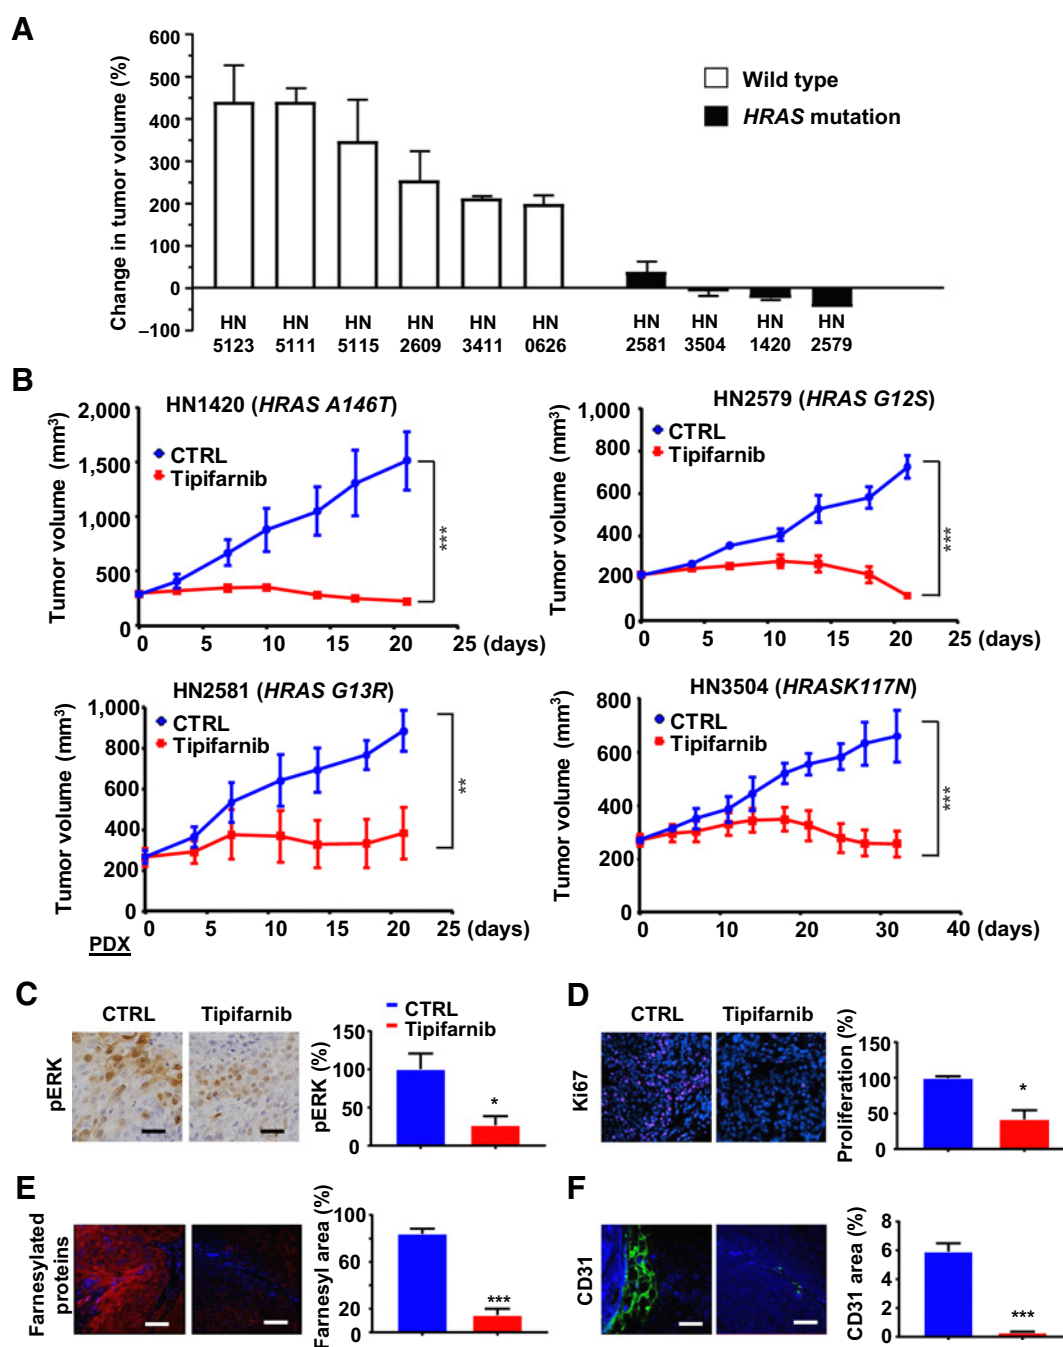 A
600
500
400
300
200
100
0
−100
Change in tumor volume (%)
Wild type
HRAS mutation
HN HN HN HN HN HN HN HN HN HN
5123 5111 5115 2609 3411 0626 2581 3504 1420 2579
B
HN1420 (HRAS A146T)
Tumor volume (mm³)
2,000
1,500
1,000
500
0
CTRL
Tipifarnib
***
0 5 10 15 20 25 (days)
HN2579 (HRAS G12S)
Tumor volume (mm³)
1,000
800
600
400
200
0
CTRL
Tipifarnib
***
0 5 10 15 20 25 (days)
HN2581 (HRAS G13R)
Tumor volume (mm³)
1,000
800
600
400
200
0
CTRL
Tipifarnib
**
0 5 10 15 20 25 (days)
PDX
HN3504 (HRASK117N)
Tumor volume (mm³)
800
600
400
200
0
CTRL
Tipifarnib
***
0 10 20 30 40 (days)
C
CTRL Tipifarnib
pERK
CTRL
Tipifarnib
pERK (%)
150
100
50
0
*
D
CTRL Tipifarnib
Ki67
Proliferation (%)
150
100
50
0
*
E
Farnesylated
proteins
Farnesyl area (%)
100
60
20
0
***
F
CD31
CD31 area (%)
8
6
4
2
0
***